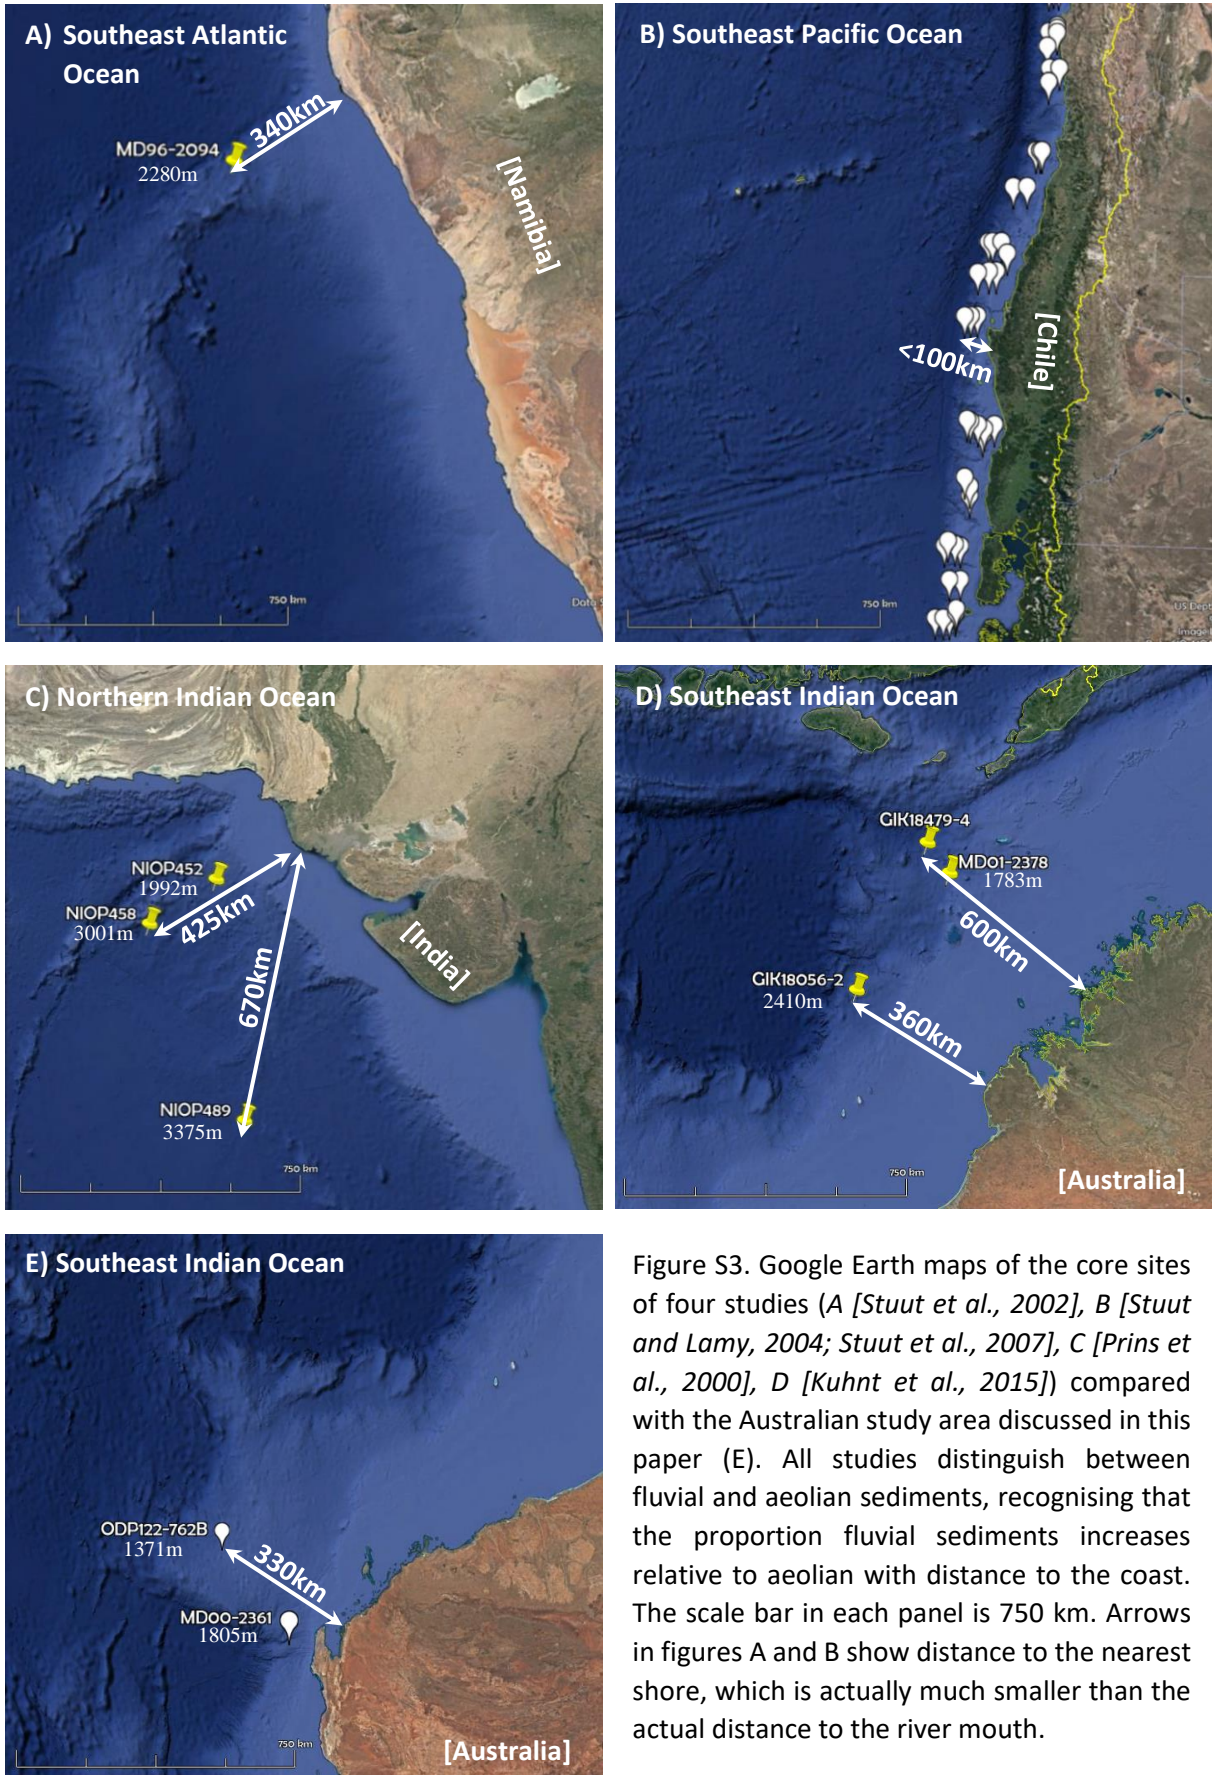 A) Southeast Atlantic
Ocean
340km
MD96-2094
2280m
[Namibia]
750 km
Data S
B) Southeast Pacific Ocean
[Chile]
<100km
750 km
US Dept
Image
C) Northern Indian Ocean
NIOP452
1992m
NIOP458
3001m
425km
[India]
670km
NIOP489
3375m
750 km
D) Southeast Indian Ocean
GIK18479-4
MD01-2378
1783m
600km
GIK18056-2
2410m
360km
750 km
[Australia]
E) Southeast Indian Ocean
ODP122-762B
1371m
330km
MD00-2361
1805m
750 km
[Australia]
Figure S3. Google Earth maps of the core sites
of four studies (A [Stuut et al., 2002], B [Stuut
and Lamy, 2004; Stuut et al., 2007], C [Prins et
al., 2000], D [Kuhnt et al., 2015]) compared
with the Australian study area discussed in this
paper (E). All studies distinguish between
fluvial and aeolian sediments, recognising that
the proportion fluvial sediments increases
relative to aeolian with distance to the coast.
The scale bar in each panel is 750 km. Arrows
in figures A and B show distance to the nearest
shore, which is actually much smaller than the
actual distance to the river mouth.